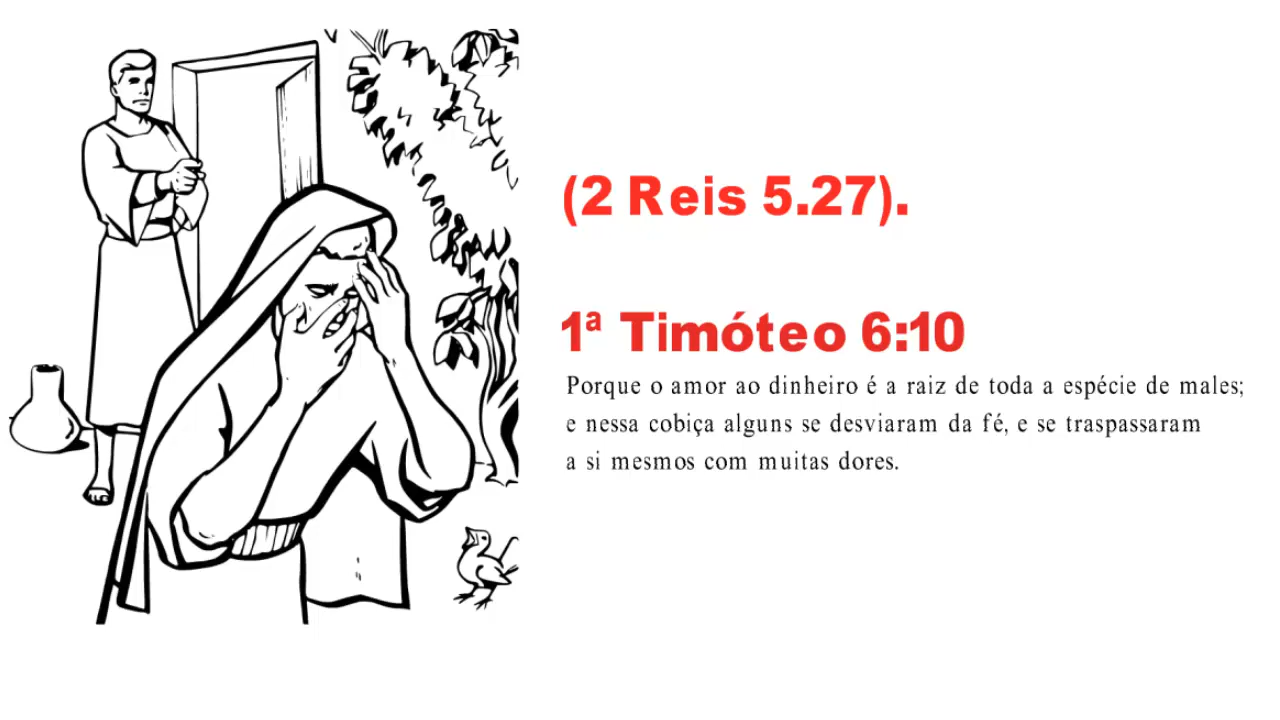 (2 Reis 5.27).
1ª Timóteo 6:10
Porque o amor ao dinheiro é a raiz de toda a espécie de males;
e nessa cobiça alguns se desviaram da fé, e se traspassaram
a si mesmos com muitas dores.